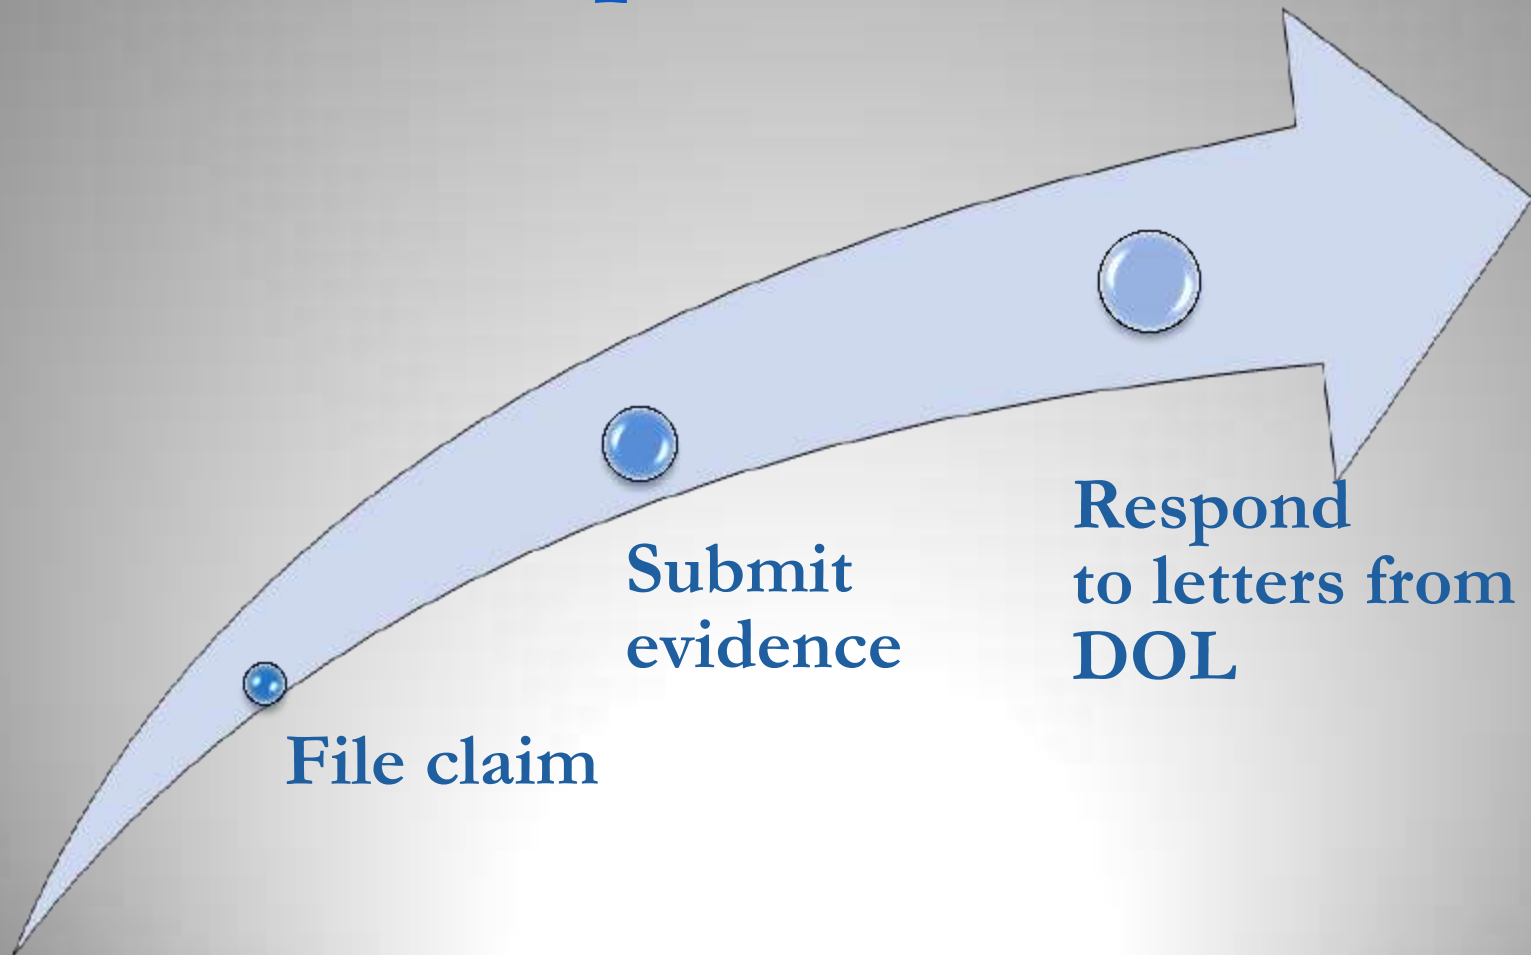 File claim
Submit
evidence
Respond
to letters from
DOL